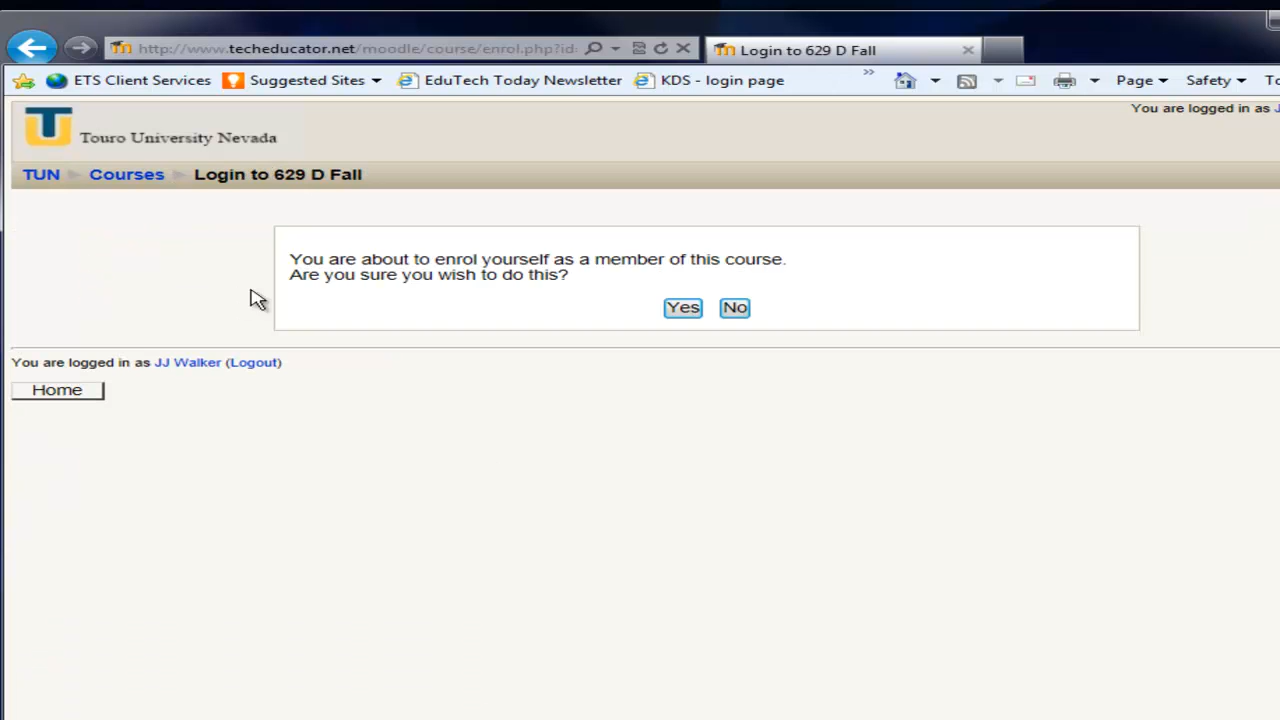 http://www.techeducator.net/moodle/course/enrol.php?id:
Login to 629 D Fall
ETS Client Services
Suggested Sites
EduTech Today Newsletter
KDS - login page
»
Page
Safety
You are logged in as J
Touro University Nevada
TUN
Courses
Login to 629 D Fall
You are about to enrol yourself as a member of this course.
Are you sure you wish to do this?
Yes No
You are logged in as JJ Walker (Logout)
Home